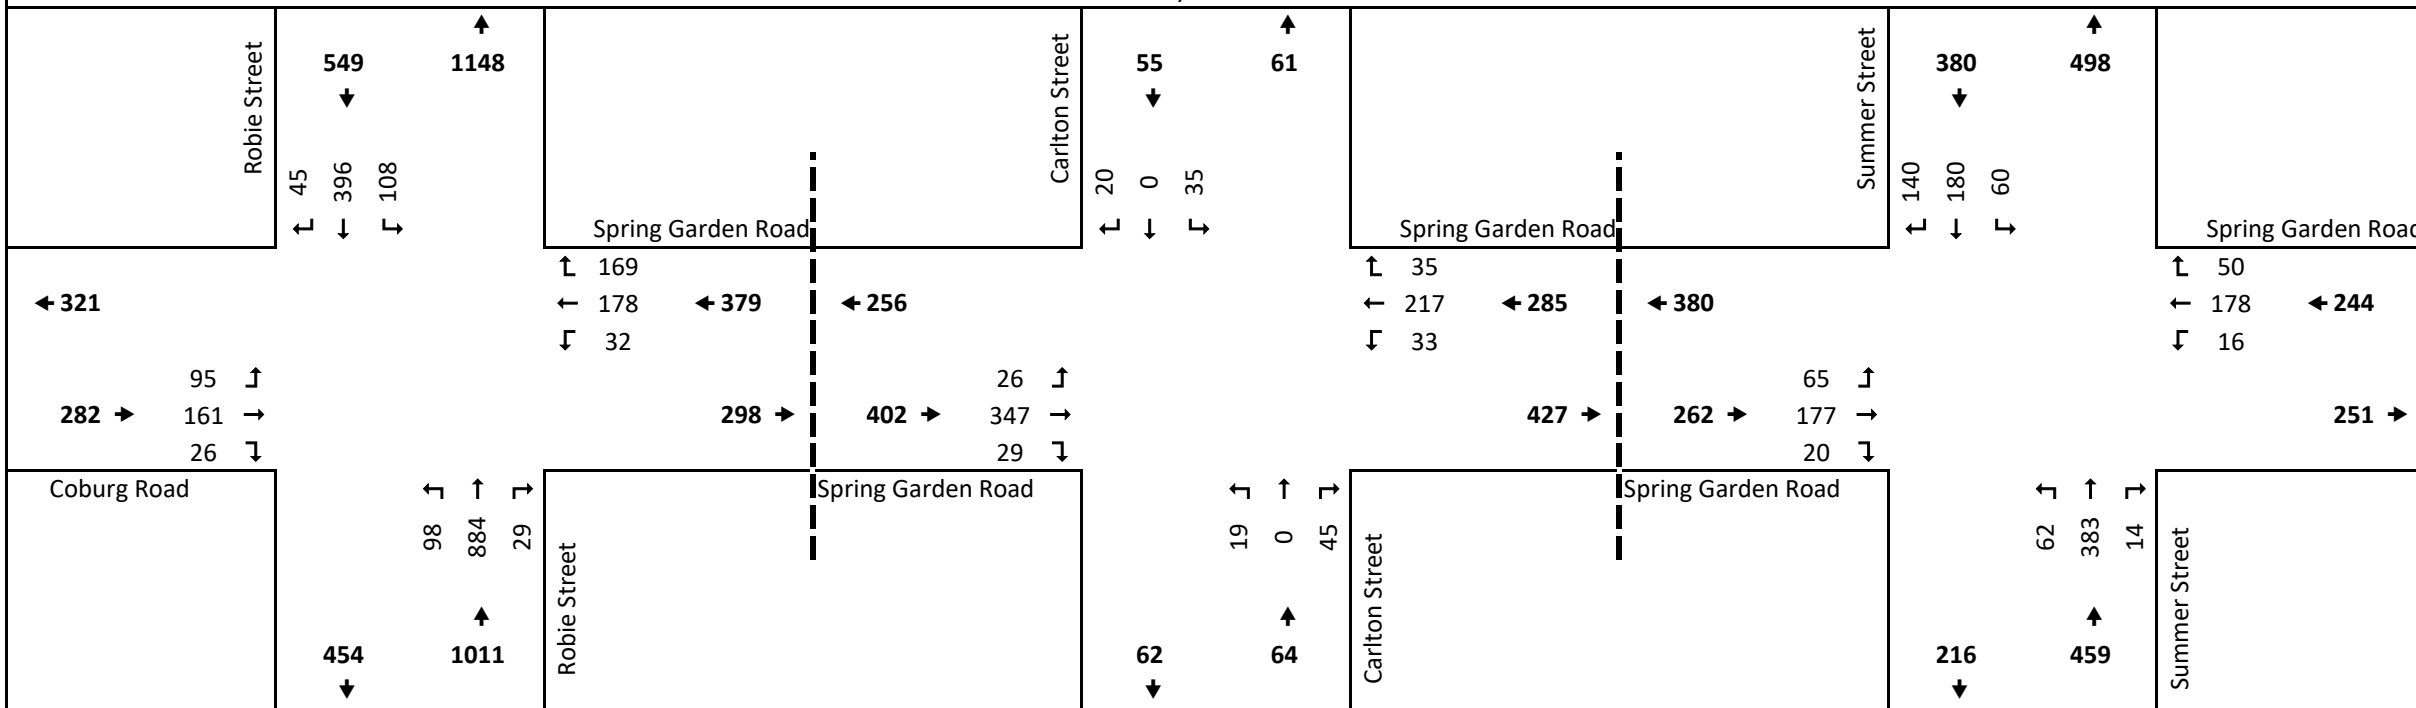 549 1148 55 61 380 498
Robie Street
Carlton Street
Summer Street
45 396 108 20 0 35 140 180 60
Spring Garden Road Spring Garden Road Spring Garden Road
169 35 50
321 178 379 256 217 285 380 178 244
32 33 16
95 26 65
282 161 298 402 347 427 262 177 251
26 29 20
Coburg Road Spring Garden Road Spring Garden Road
98 884 29 19 0 45 62 383 14
Robie Street
Carlton Street
Summer Street
454 1011 62 64 216 459